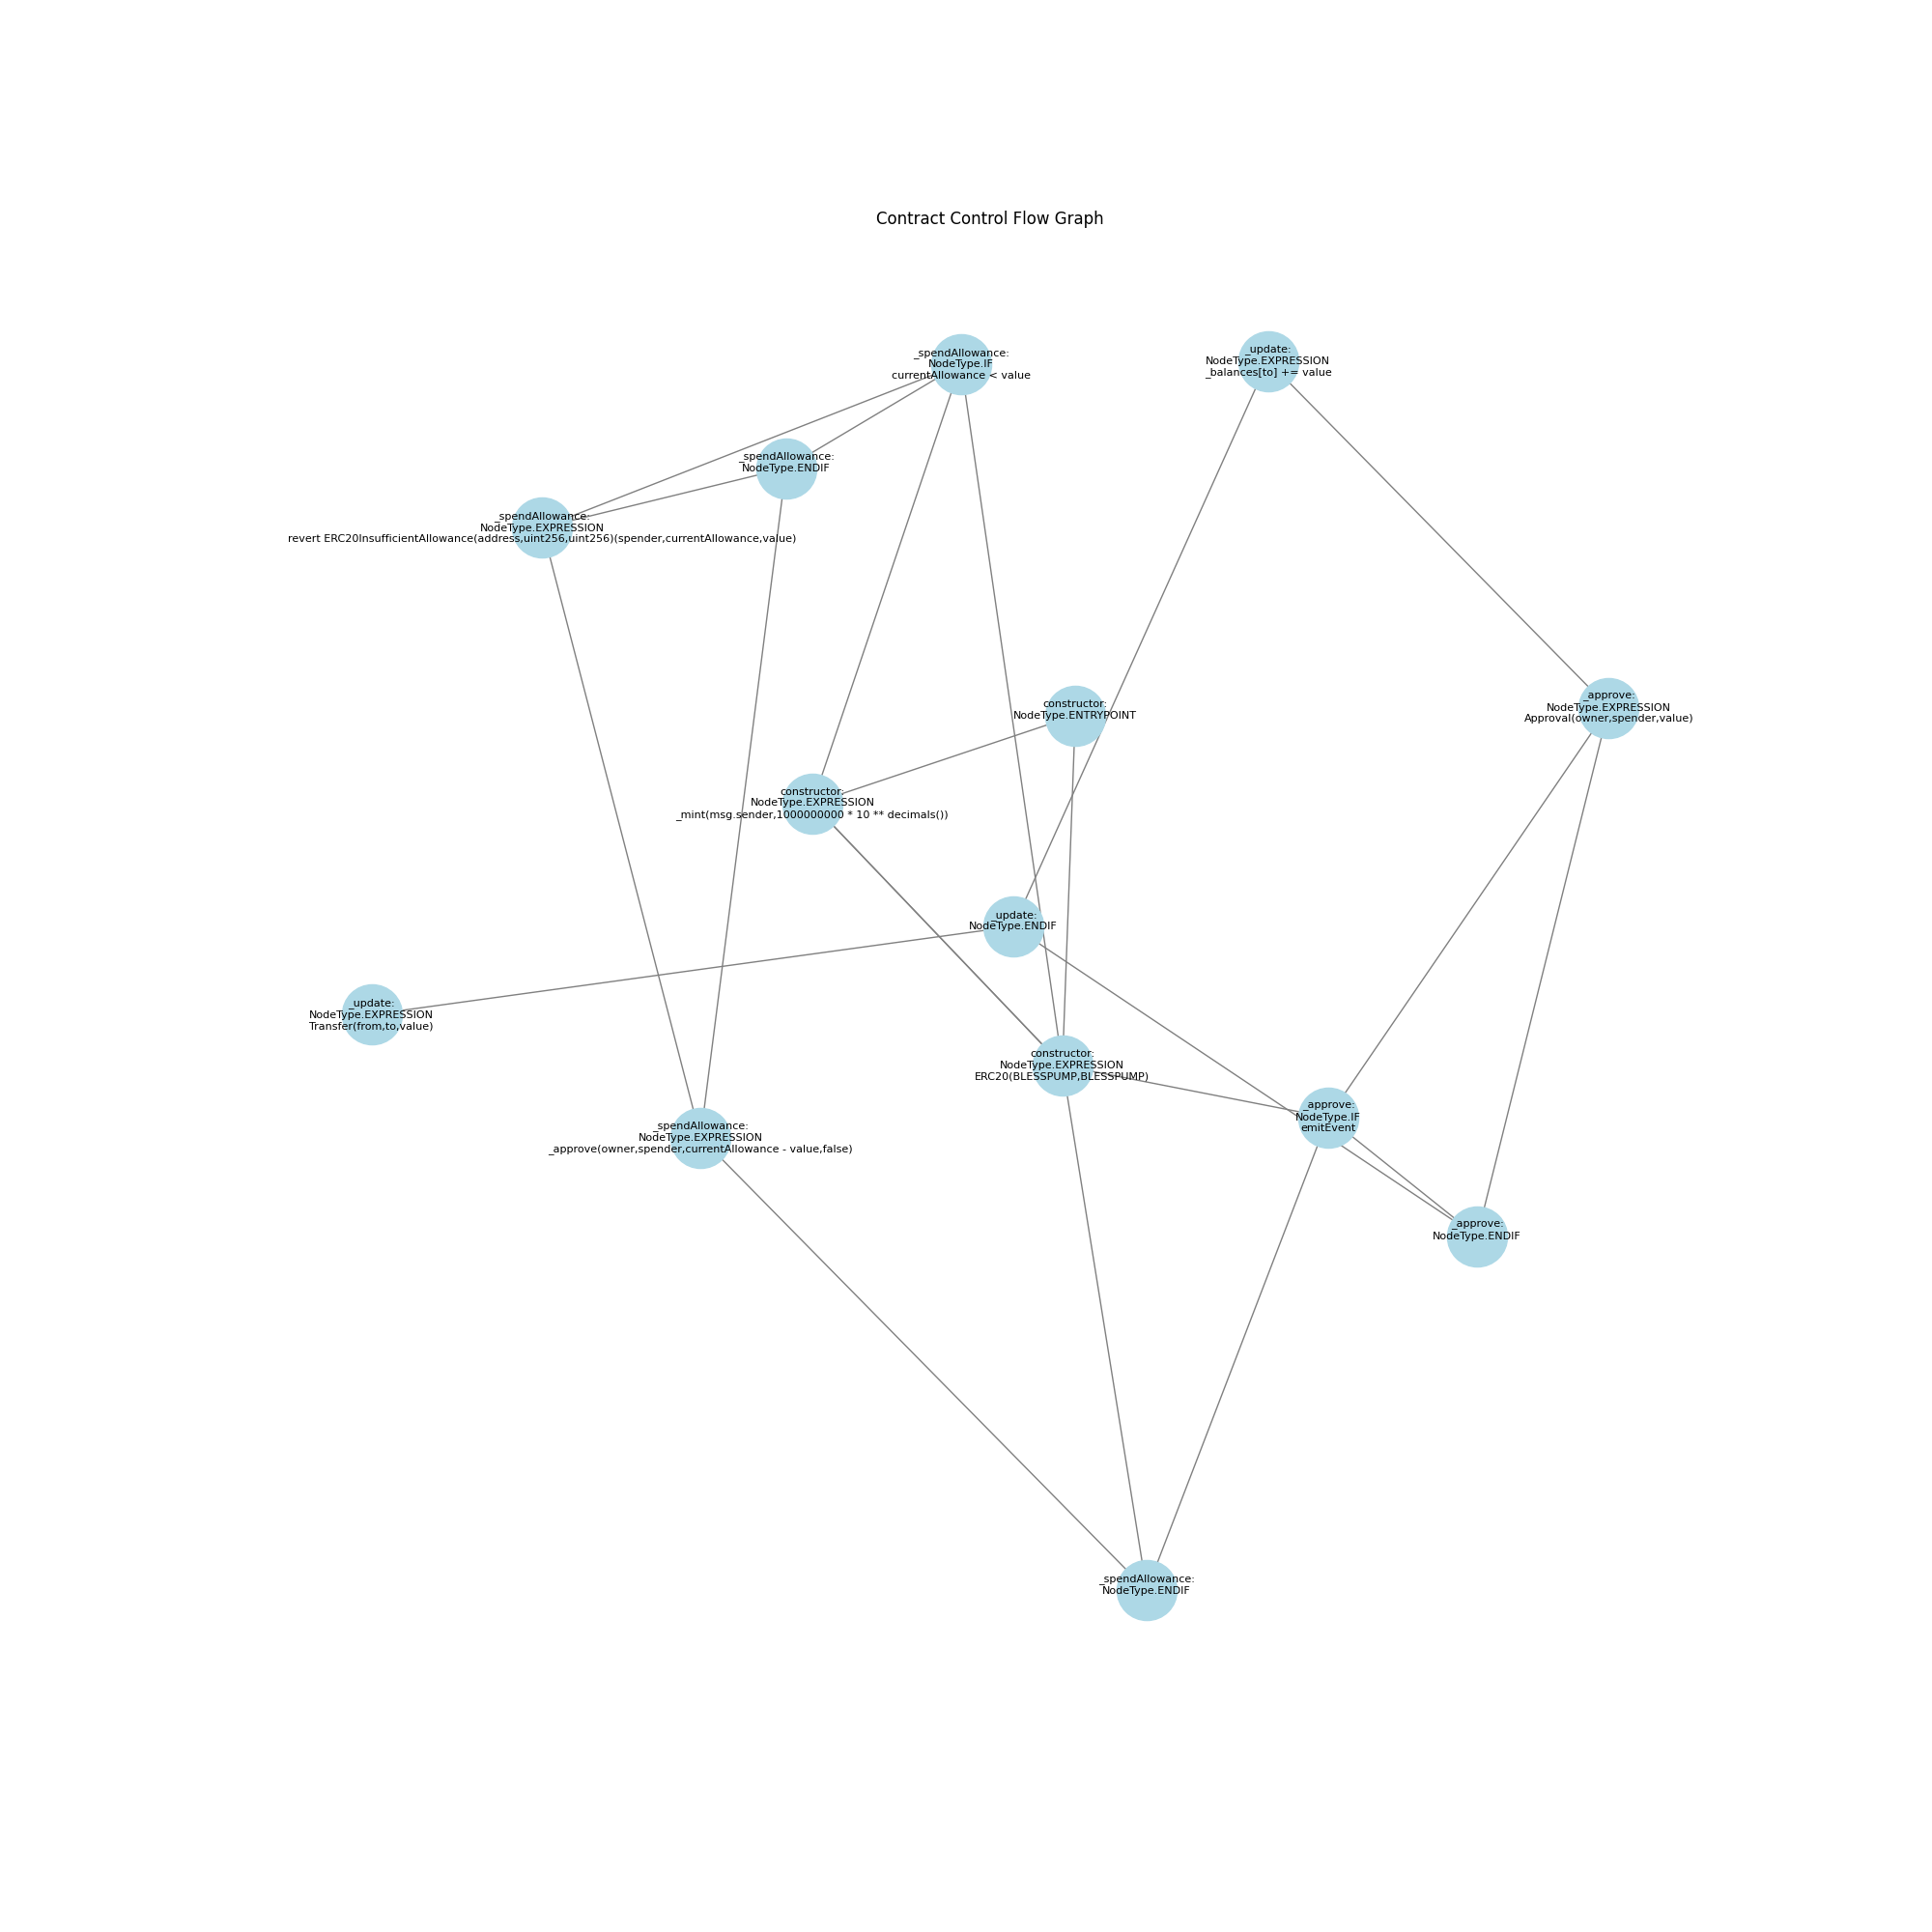 Contract Control Flow Graph
_spendAllowance:
NodeType.IF
currentAllowance < value
_update:
NodeType.EXPRESSION
_balances[to] += value
_spendAllowance:
NodeType.ENDIF
_spendAllowance:
NodeType.EXPRESSION
revert ERC20InsufficientAllowance(address,uint256,uint256)(spender,currentAllowance,value)
constructor:
NodeType.ENTRYPOINT
_approve:
NodeType.EXPRESSION
Approval(owner,spender,value)
constructor:
NodeType.EXPRESSION
_mint(msg.sender,1000000000 * 10 ** decimals())
_update:
NodeType.ENDIF
_update:
NodeType.EXPRESSION
Transfer(from,to,value)
constructor:
NodeType.EXPRESSION
ERC20(BLESSPUMP,BLESSPUMP)
_approve:
NodeType.IF
emitEvent
_spendAllowance:
NodeType.EXPRESSION
_approve(owner,spender,currentAllowance - value,false)
_approve:
NodeType.ENDIF
_spendAllowance:
NodeType.ENDIF